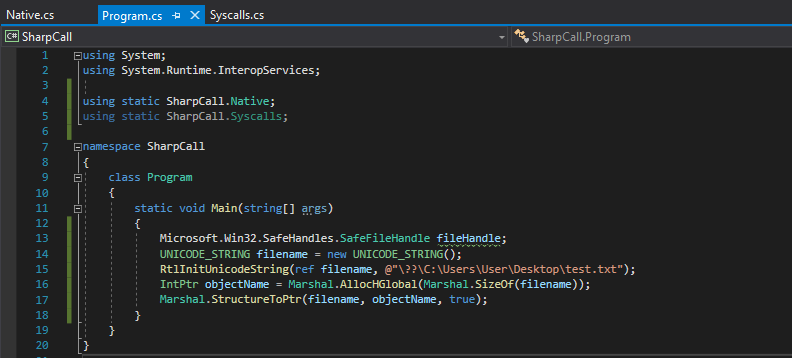 Native.cs Program.cs Syscalls.cs
C# SharpCall SharpCall.Program
1 using System;
2 using System.Runtime.InteropServices;
3
4 using static SharpCall.Native;
5 using static SharpCall.Syscalls;
6
7 namespace SharpCall
8 {
9 class Program
10 {
11 static void Main(string[] args)
12 {
13 Microsoft.Win32.SafeHandles.SafeFileHandle fileHandle;
14 UNICODE_STRING filename = new UNICODE_STRING();
15 RtlInitUnicodeString(ref filename, @"\??\C:\Users\User\Desktop\test.txt");
16 IntPtr objectName = Marshal.AllocHGlobal(Marshal.SizeOf(filename));
17 Marshal.StructureToPtr(filename, objectName, true);
18 }
19 }
20 }